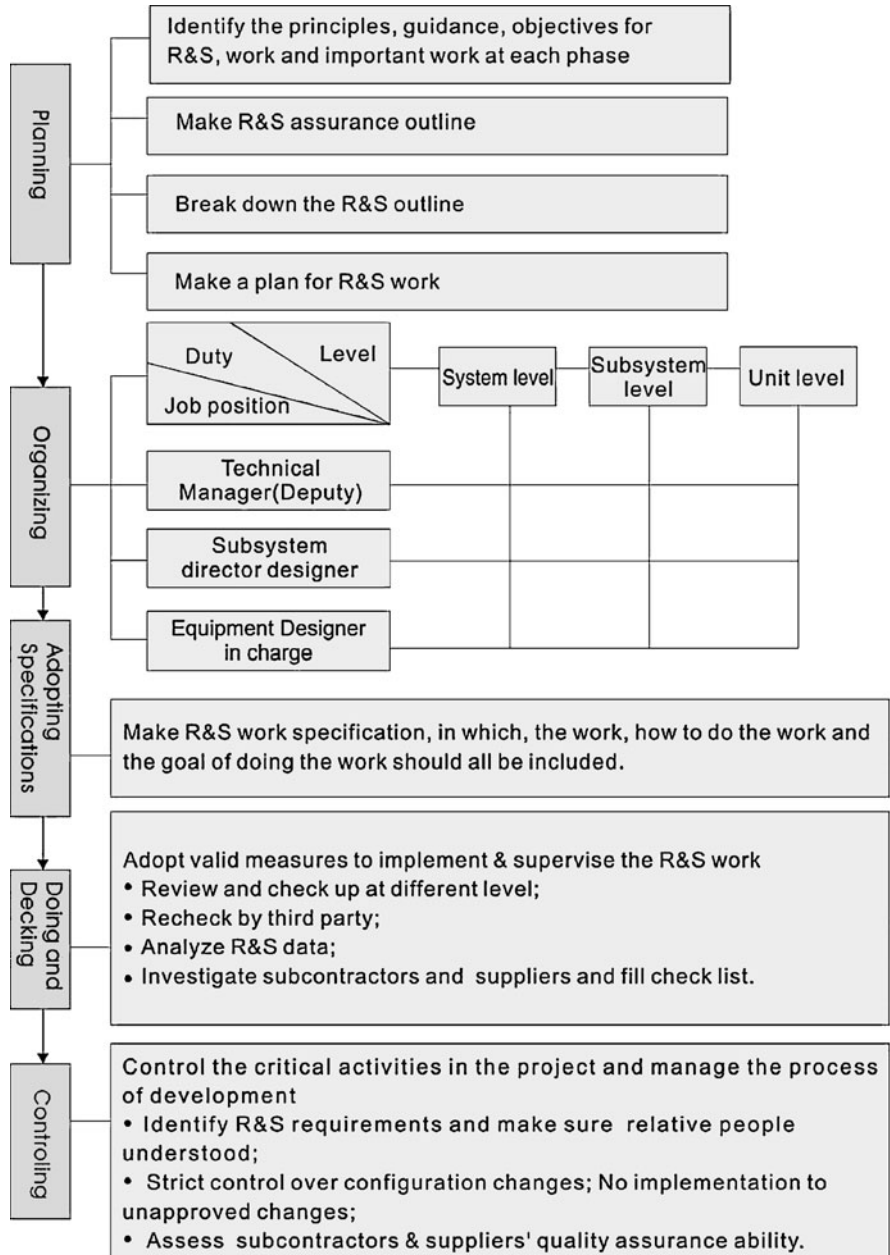 Planning
Identify the principles, guidance, objectives for
R&S, work and important work at each phase
Make R&S assurance outline
Break down the R&S outline
Make a plan for R&S work
Organizing
Duty
Level
Job position
System level
Subsystem
level
Unit level
Technical
Manager(Deputy)
Subsystem
director designer
Equipment Designer
in charge
Adopting
Specifications
Make R&S work specification, in which, the work, how to do the work and
the goal of doing the work should all be included.
Doing and
Decking
Adopt valid measures to implement & supervise the R&S work
• Review and check up at different level;
• Recheck by third party;
• Analyze R&S data;
• Investigate subcontractors and suppliers and fill check list.
Controling
Control the critical activities in the project and manage the process
of development
• Identify R&S requirements and make sure relative people
understood;
• Strict control over configuration changes; No implementation to
unapproved changes;
• Assess subcontractors & suppliers' quality assurance ability.